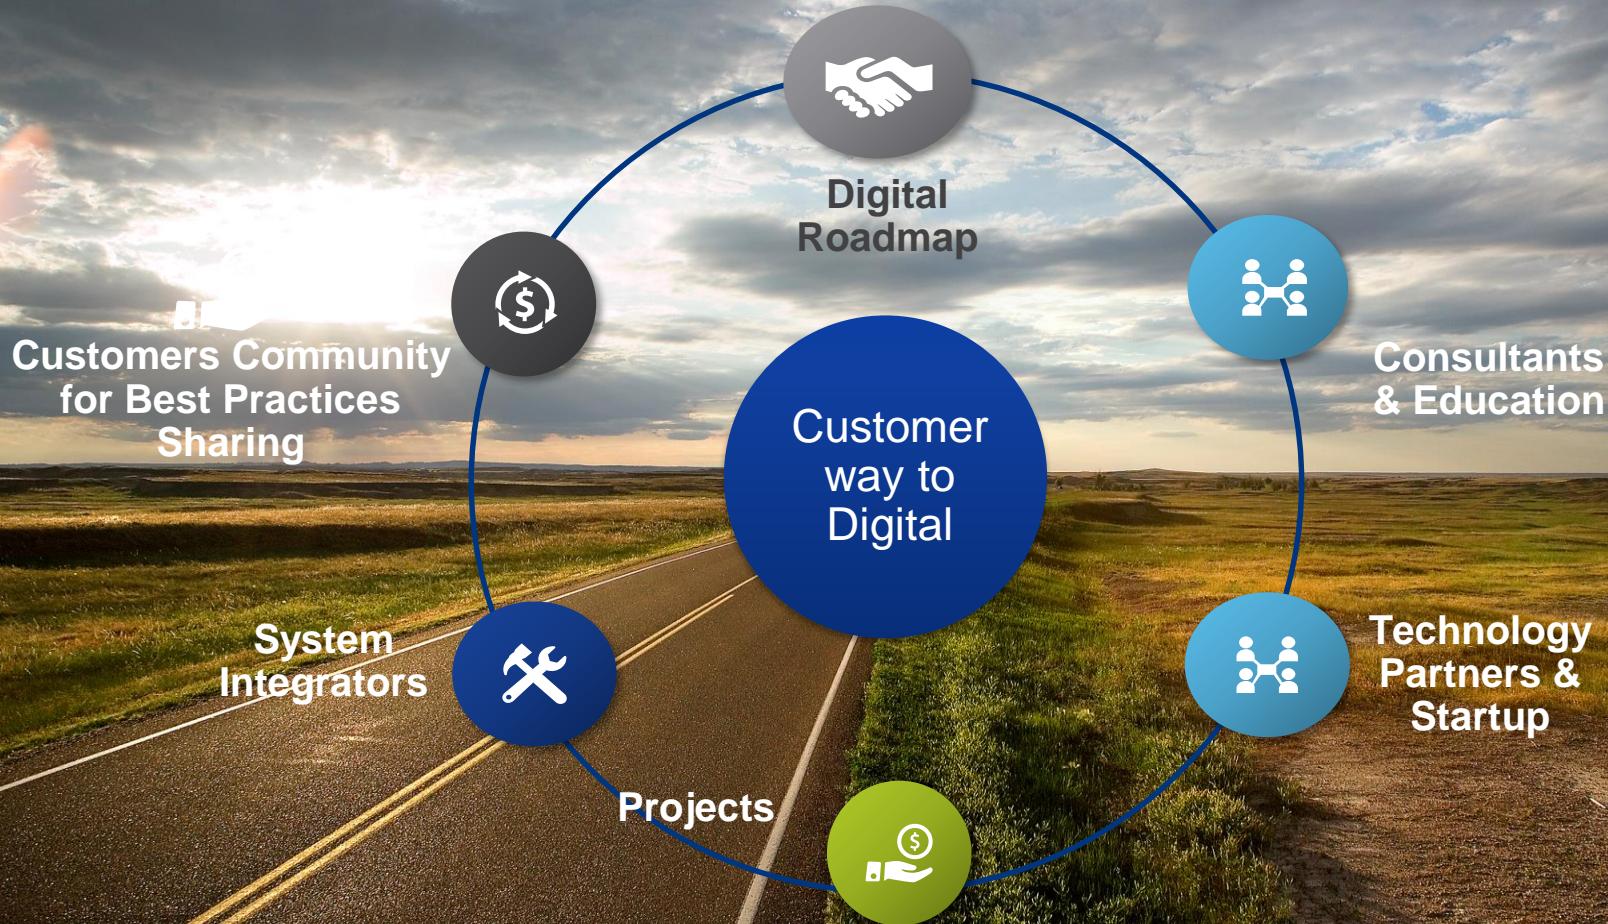 Digital
Roadmap
Consultants
& Education
Technology
Partners &
Startup
Projects
System
Integrators
Customers Community
for Best Practices
Sharing
Customer
way to
Digital
$
$